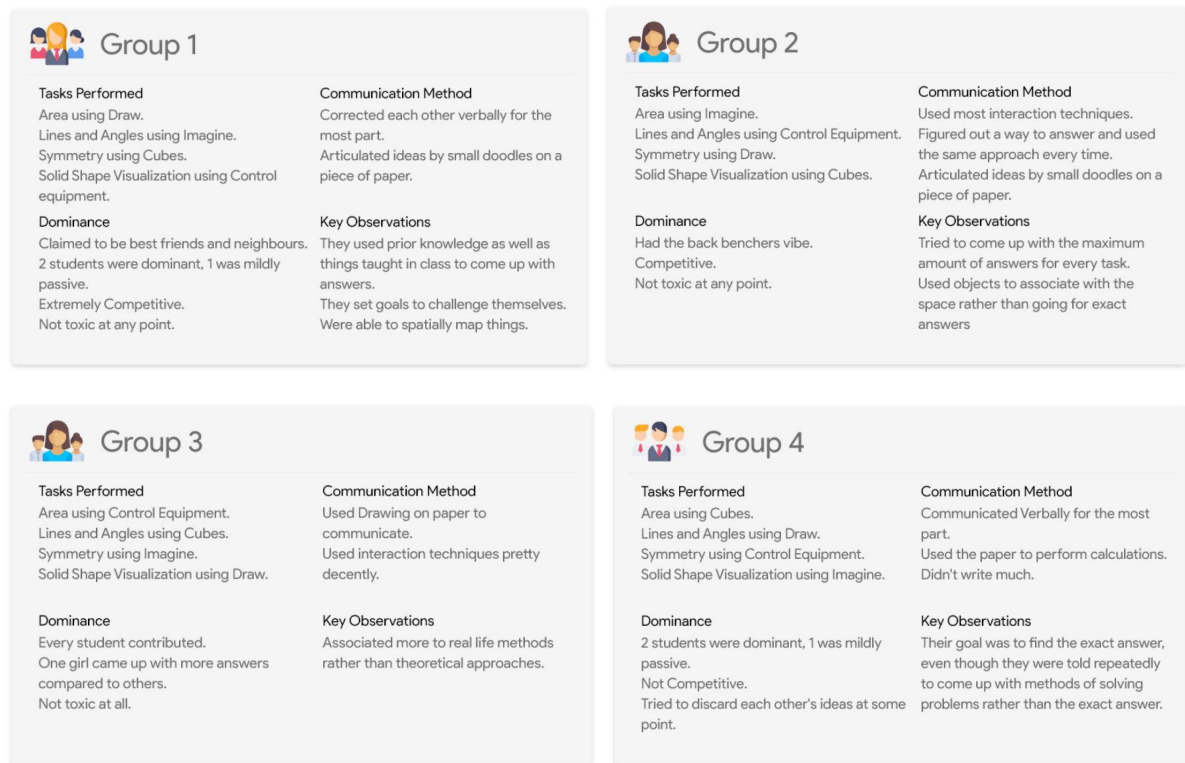 Group 1
Tasks Performed
Area using Draw.
Lines and Angles using Imagine.
Symmetry using Cubes.
Solid Shape Visualization using Control
equipment.
Communication Method
Corrected each other verbally for the
most part.
Articulated ideas by small doodles on a
piece of paper.
Dominance
Claimed to be best friends and neighbours.
2 students were dominant, 1 was mildly
passive.
Extremely Competitive.
Not toxic at any point.
Key Observations
They used prior knowledge as well as
things taught in class to come up with
answers.
They set goals to challenge themselves.
Were able to spatially map things.
Group 2
Tasks Performed
Area using Imagine.
Lines and Angles using Control Equipment.
Symmetry using Draw.
Solid Shape Visualization using Cubes.
Communication Method
Used most interaction techniques.
Figured out a way to answer and used
the same approach every time.
Articulated ideas by small doodles on a
piece of paper.
Dominance
Had the back benchers vibe.
Competitive.
Not toxic at any point.
Key Observations
Tried to come up with the maximum
amount of answers for every task.
Used objects to associate with the
space rather than going for exact
answers
Group 3
Tasks Performed
Area using Control Equipment.
Lines and Angles using Cubes.
Symmetry using Imagine.
Solid Shape Visualization using Draw.
Communication Method
Used Drawing on paper to
communicate.
Used interaction techniques pretty
decently.
Dominance
Every student contributed.
One girl came up with more answers
compared to others.
Not toxic at all.
Key Observations
Associated more to real life methods
rather than theoretical approaches.
Group 4
Tasks Performed
Area using Cubes.
Lines and Angles using Draw.
Symmetry using Control Equipment.
Solid Shape Visualization using Imagine.
Communication Method
Communicated Verbally for the most
part.
Used the paper to perform calculations.
Didn't write much.
Dominance
2 students were dominant, 1 was mildly
passive.
Not Competitive.
Tried to discard each other's ideas at some
point.
Key Observations
Their goal was to find the exact answer,
even though they were told repeatedly
to come up with methods of solving
problems rather than the exact answer.